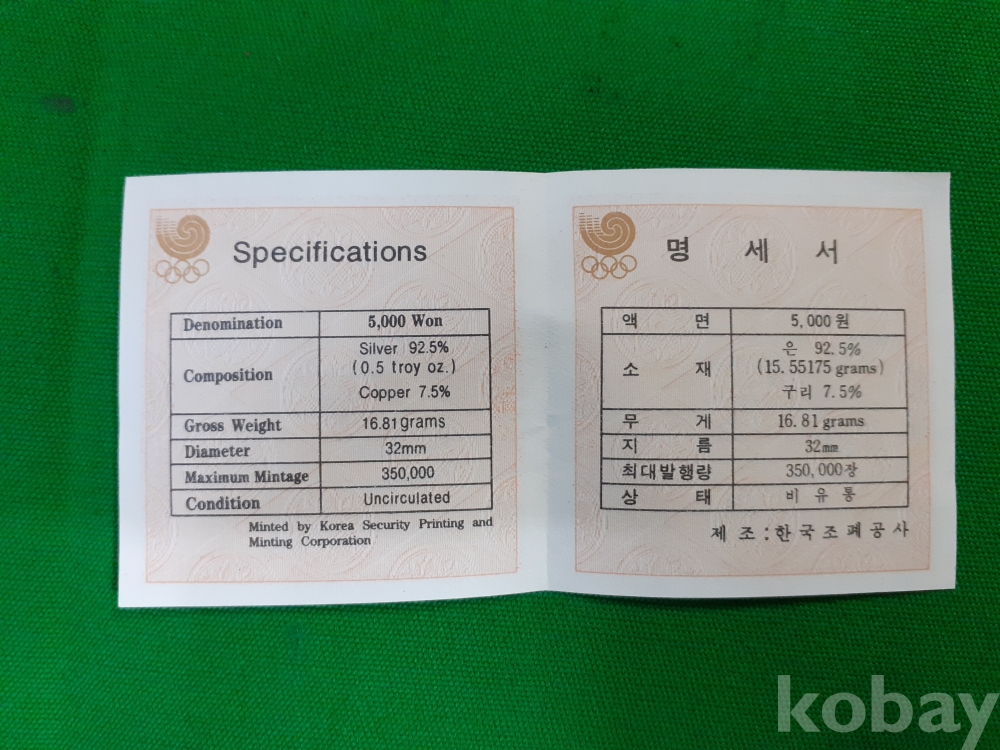 Specifications
Denomination 5,000 Won
Composition Silver 92.5%
(0.5 troy oz.)
Copper 7.5%
Gross Weight 16.81grams
Diameter 32mm
Maximum Mintage 350,000
Condition Uncirculated
Minted by Korea Security Printing and
Minting Corporation
명 세 서
액 면 5,000원
소 재 은 92.5%
(15.55175 grams)
구리 7.5%
무 게 16.81 grams
지 름 32mm
최대발행량 350,000장
상 태 비 유 통
제 조 : 한국조폐공사
kobay